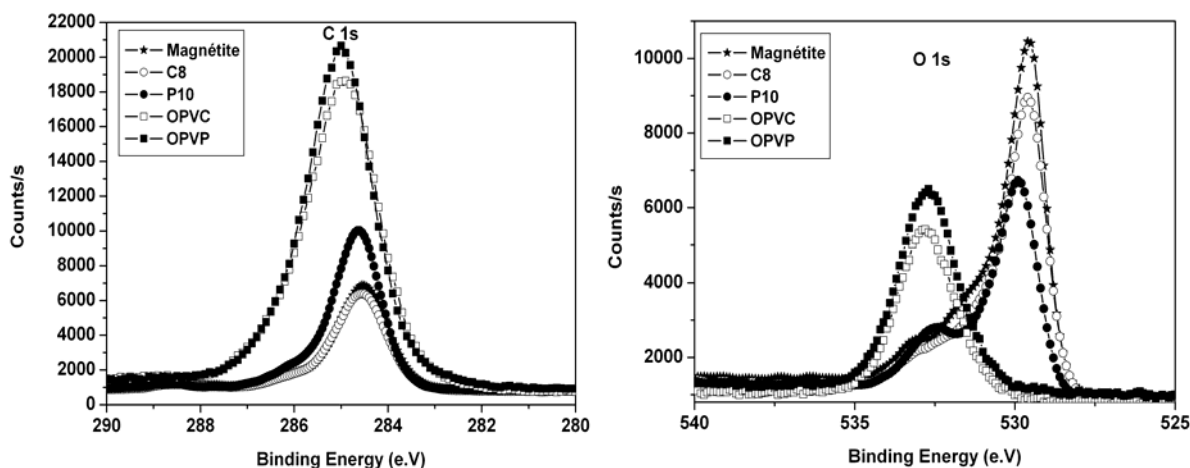 C 1s
Magnétite
C8
P10
OPVC
OPVP
22000
20000
18000
16000
14000
12000
10000
8000
6000
4000
2000
1000
0
Counts/s
290 288 286 284 282 280
Binding Energy (e.V)
O 1s
Magnétite
C8
P10
OPVC
OPVP
10000
8000
6000
4000
2000
Counts/s
540 535 530 525
Binding Energy (e.V)